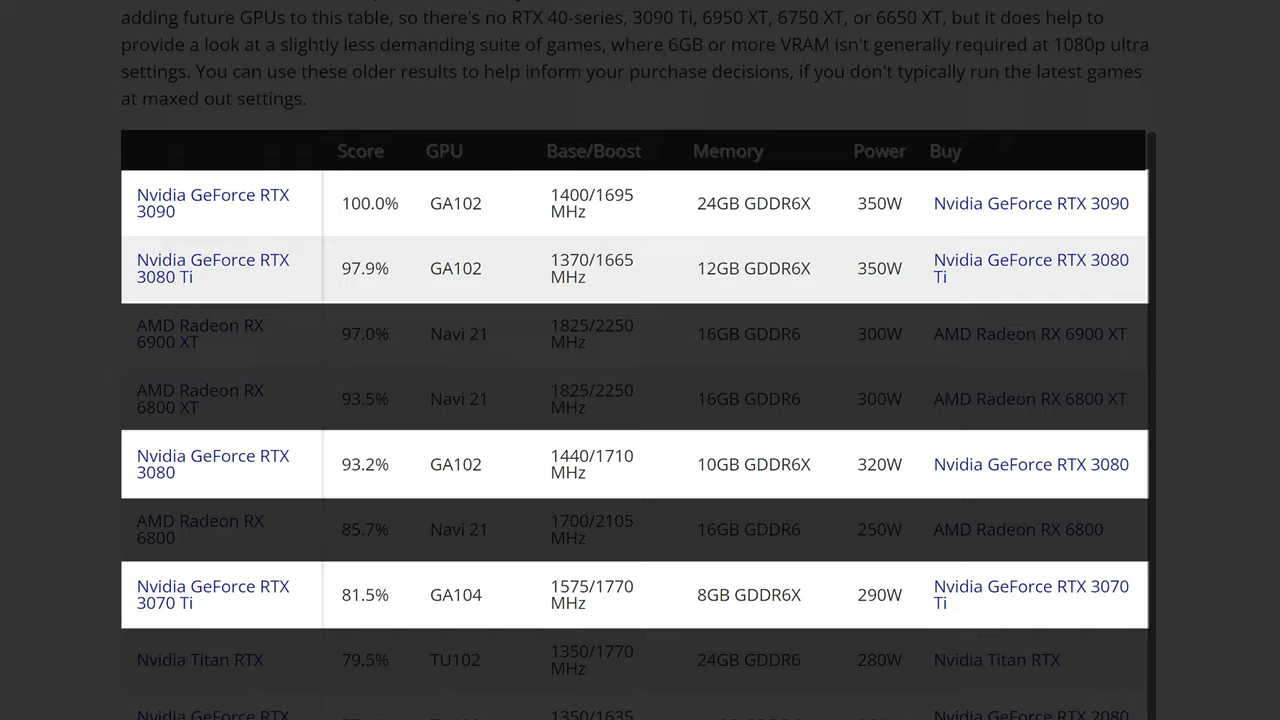 adding future GPUs to this table, so there's no RTX 40-series, 3090 Ti, 6950 XT, 6750 XT, or 6650 XT, but it does help to
provide a look at a slightly less demanding suite of games, where 6GB or more VRAM isn't generally required at 1080p ultra
settings. You can use these older results to help inform your purchase decisions, if you don't typically run the latest games
at maxed out settings.
Score GPU Base/Boost Memory Power Buy
Nvidia GeForce RTX
3090
100.0% GA102
1400/1695
MHz
24GB GDDR6X 350W Nvidia GeForce RTX 3090
Nvidia GeForce RTX
3080 Ti
97.9% GA102
1370/1665
MHz
12GB GDDR6X 350W
Nvidia GeForce RTX 3080
Ti
AMD Radeon RX
6900 XT
97.0% Navi 21
1825/2250
MHz
16GB GDDR6 300W AMD Radeon RX 6900 XT
AMD Radeon RX
6800 XT
93.5% Navi 21
1825/2250
MHz
16GB GDDR6 300W AMD Radeon RX 6800 XT
Nvidia GeForce RTX
3080
93.2% GA102
1440/1710
MHz
10GB GDDR6X 320W Nvidia GeForce RTX 3080
AMD Radeon RX
6800
85.7% Navi 21
1700/2105
MHz
16GB GDDR6 250W AMD Radeon RX 6800
Nvidia GeForce RTX
3070 Ti
81.5% GA104
1575/1770
MHz
8GB GDDR6X 290W
Nvidia GeForce RTX 3070
Ti
Nvidia Titan RTX 79.5% TU102
1350/1770
MHz
24GB GDDR6 280W Nvidia Titan RTX
Nvidia GeForce RTX
1350/1635
Nvidia GeForce RTX 2080